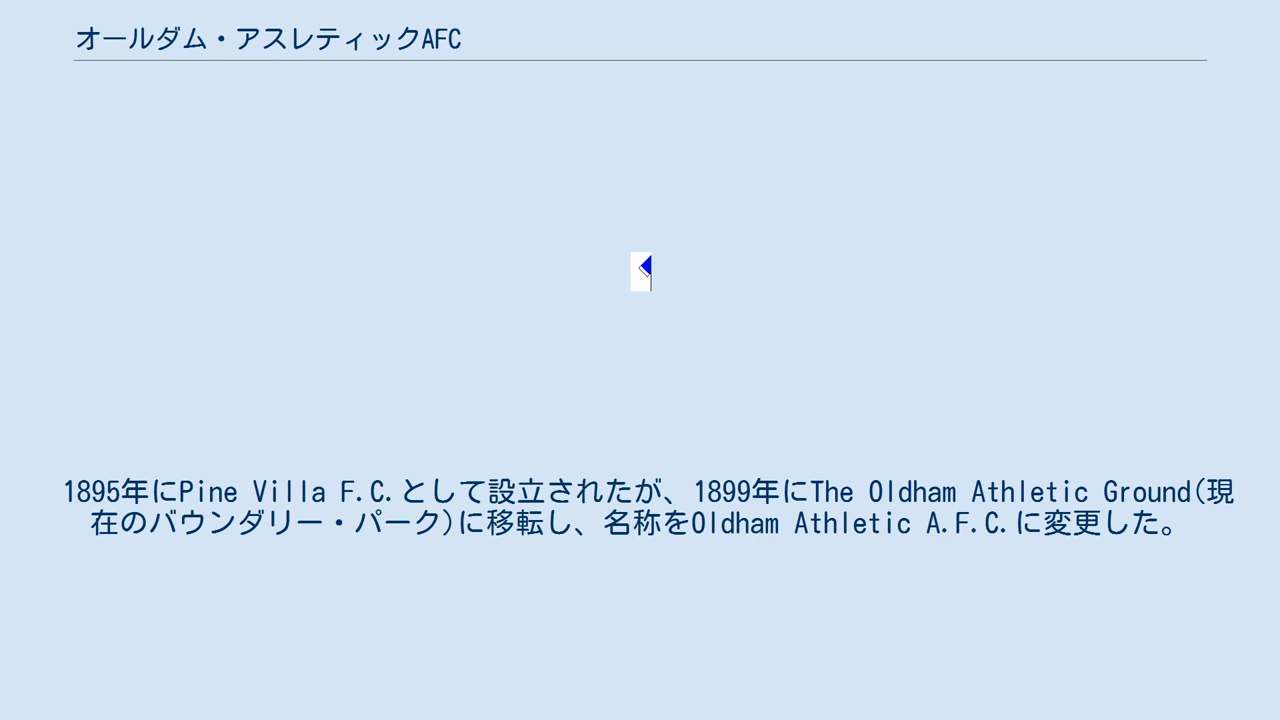 オールダム・アスレティックAFC
1895年にPine Villa F.C.として設立されたが、1899年にThe Oldham Athletic Ground(現
在のバウンダリー・パーク)に移転し、名称をOldham Athletic A.F.C.に変更した。